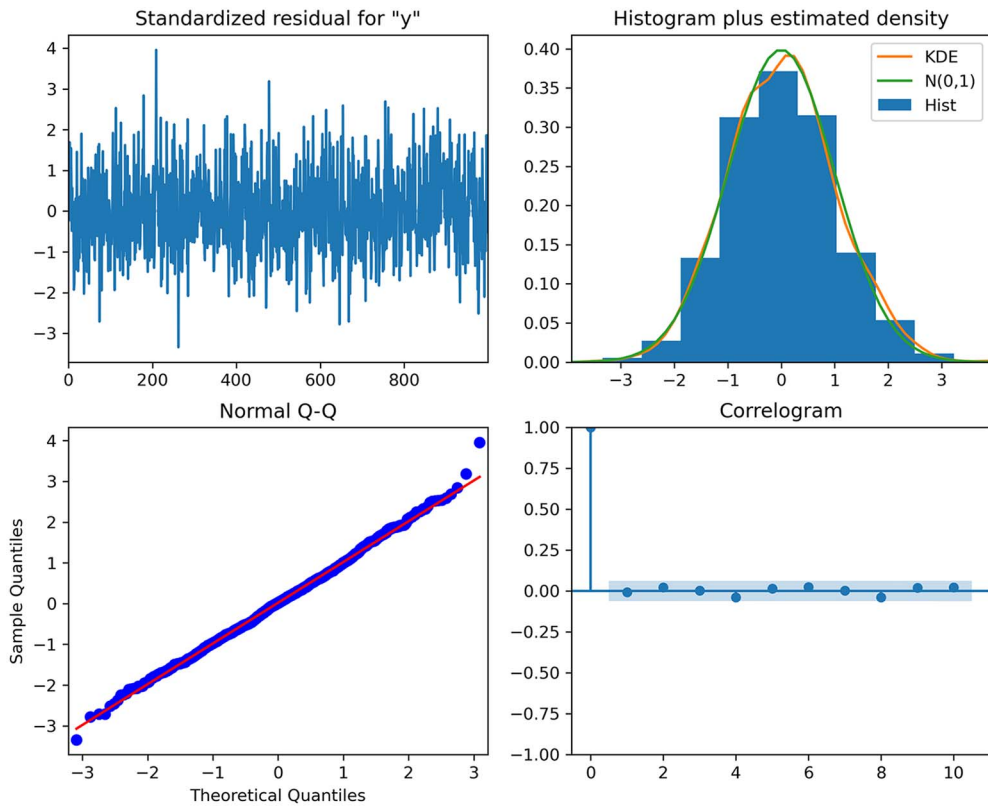 Standardized residual for "y"
4
3
2
1
0
−1
−2
−3
0 200 400 600 800
Histogram plus estimated density
0.40
0.35
0.30
0.25
0.20
0.15
0.10
0.05
0.00
KDE
N(0,1)
Hist
−3 −2 −1 0 1 2 3
Normal Q-Q
Sample Quantiles
4
3
2
1
0
−1
−2
−3
−3 −2 −1 0 1 2 3
Theoretical Quantiles
Correlogram
1.00
0.75
0.50
0.25
0.00
−0.25
−0.50
−0.75
−1.00
0 2 4 6 8 10